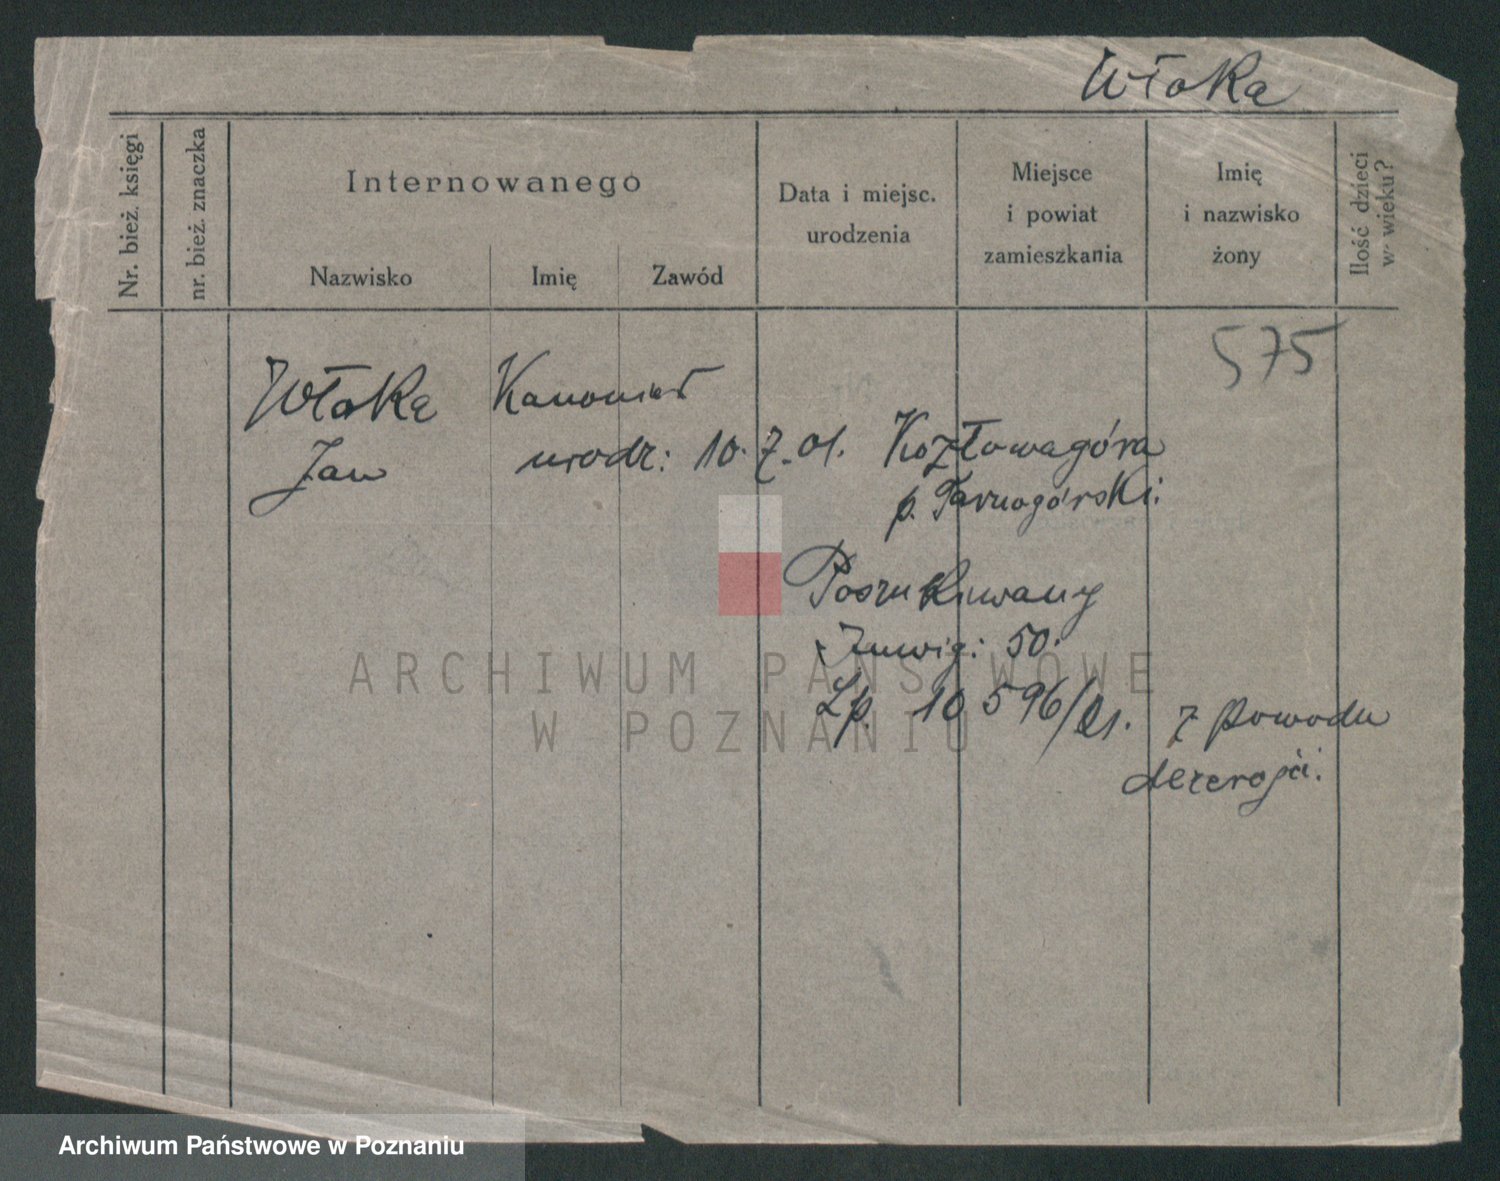 Włoka
Nr. bież. księgi
nr. bież. znaczka
Internowanego
Nazwisko
Imię
Zawód
Data i miejsc.
urodzenia
Miejsce
i powiat
zamieszkania
Imię
i nazwisko
żony
Ilość dzieci
w wieku?
575
Włoka Kanonier
Jan urodz: 10.7.01. Kozłowagóra
p. Tarnogórski.
Poszukiwany
50.
Lp. 10596/21. z powodu
dezercji.
ARCHIWUM PAŃSTWOWE
W POZNANIU
Archiwum Państwowe w Poznaniu